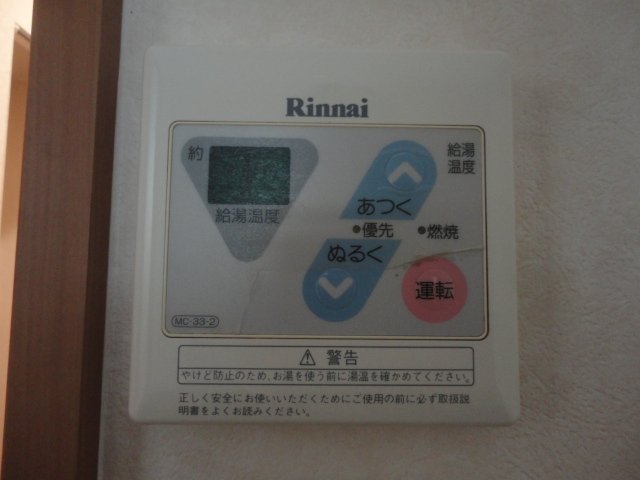 Rinnai
約
給湯温度
給湯
温度
あつく
優先
燃焼
ぬるく
運転
MC-33-2
警告
やけど防止のため、お湯を使う前に湯温を確かめてください。
正しく安全にお使いいただくためにご使用の前に必ず取扱説
明書をよくお読みください。